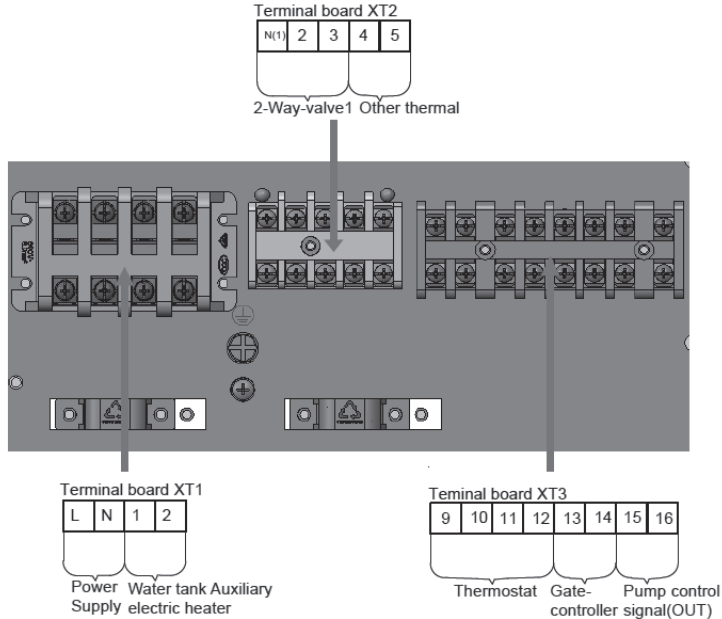 Terminal board XT2
N(1) 2 3 4 5
2-Way-valve1 Other thermal
Terminal board XT1
L N 1 2
Power Supply
Water tank Auxiliary electric heater
Teminal board XT3
9 10 11 12 13 14 15 16
Thermostat
Gate-
controller
Pump control
signal(OUT)